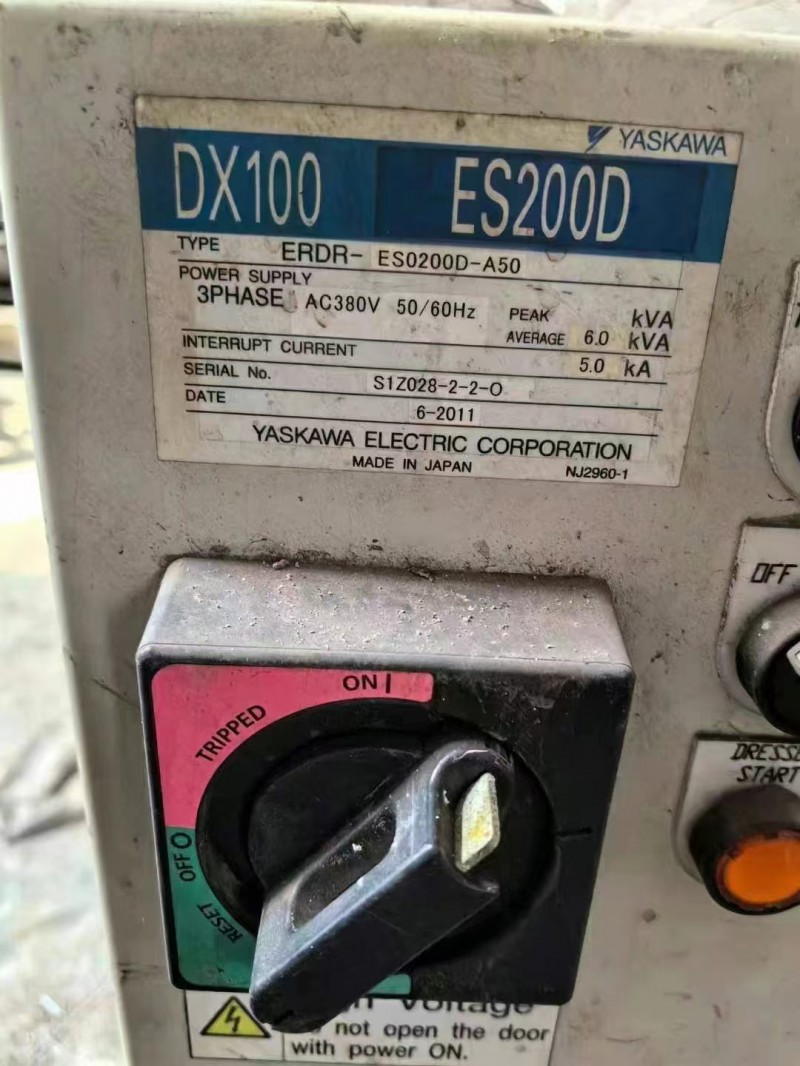 YASKAWA
DX100 ES200D
TYPE ERDR- ES0200D-A50
POWER SUPPLY
3PHASE AC380V 50/60Hz PEAK kVA
AVERAGE 6.0 kVA
INTERRUPT CURRENT 5.0 kA
SERIAL No. S1Z028-2-2-O
DATE 6-2011
YASKAWA ELECTRIC CORPORATION
MADE IN JAPAN NJ2960-1
OFF
ON I
TRIPPED
OFF O
RESET
START
Voltage
not open the door
with power ON.